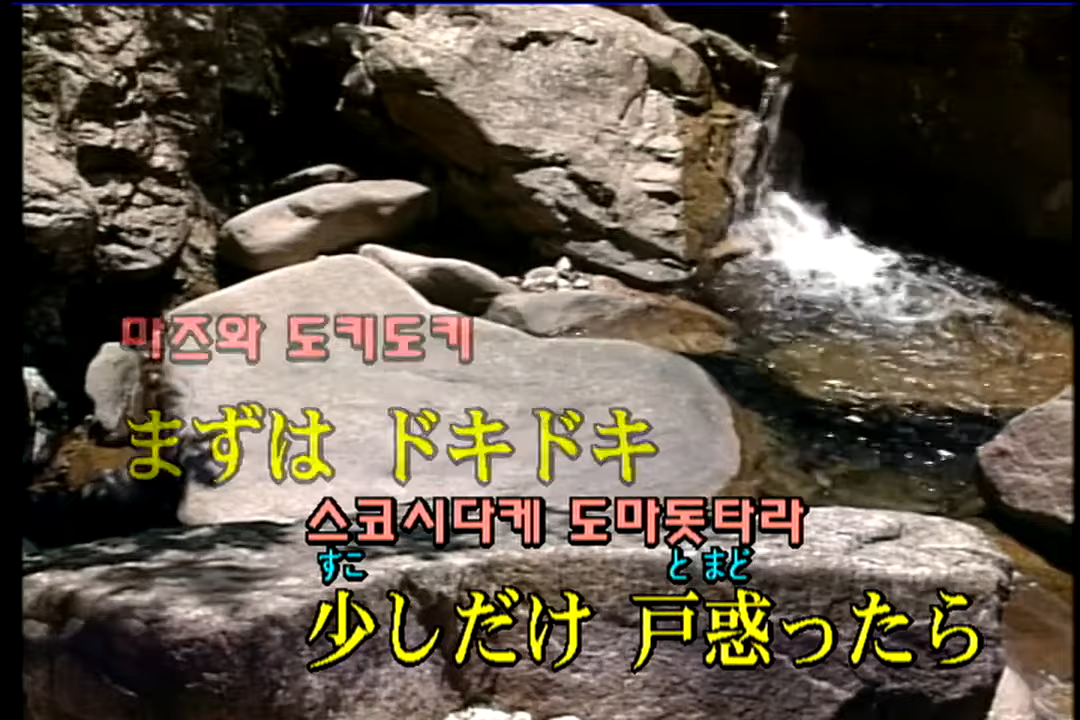 마즈와 도키도키
まずは ドキドキ
스코시다케 도마돗타라
すこ とまど
少しだけ 戸惑ったら